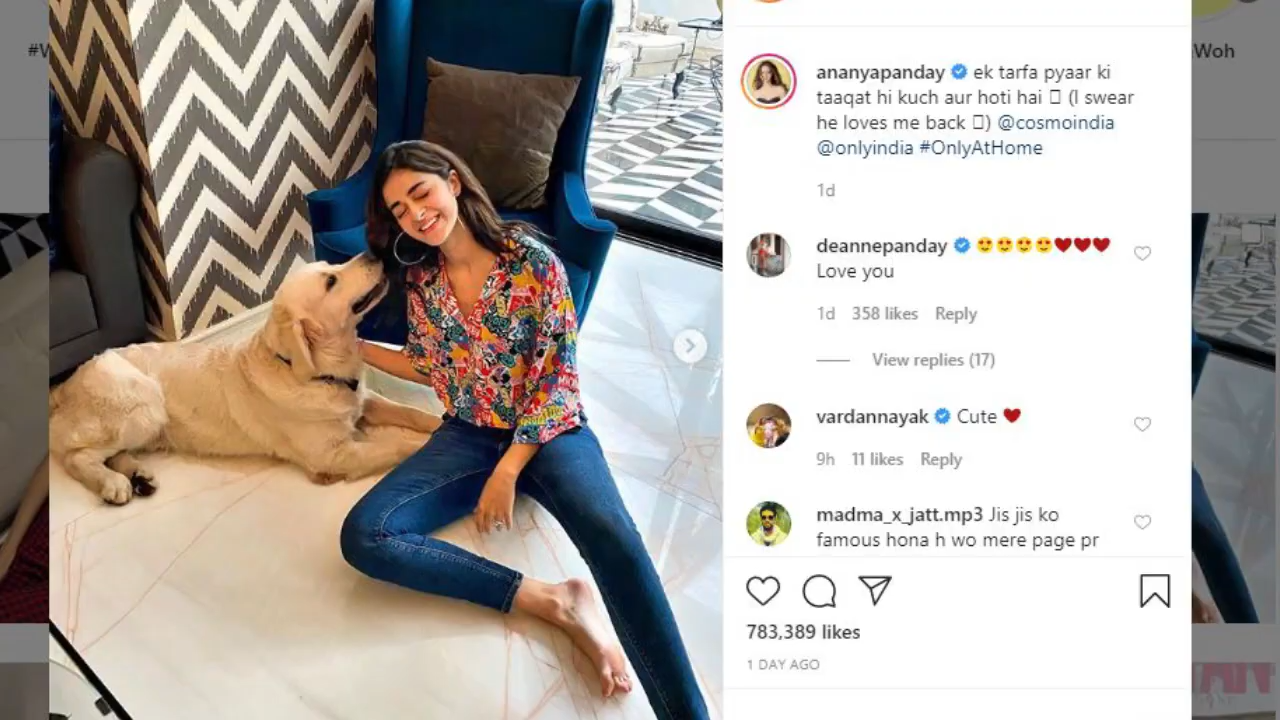 #W
Woh
ananyapanday ek tarfa pyaar ki
taaqat hi kuch aur hoti hai (I swear
he loves me back ) @cosmoindia
@onlyindia #OnlyAtHome
1d
deannepanday 😍😍😍😍❤❤❤
Love you
1d 358 likes Reply
View replies (17)
vardannayak Cute ❤
9h 11 likes Reply
madma_x_jatt.mp3 Jis jis ko
famous hona h wo mere page pr
783,389 likes
1 DAY AGO